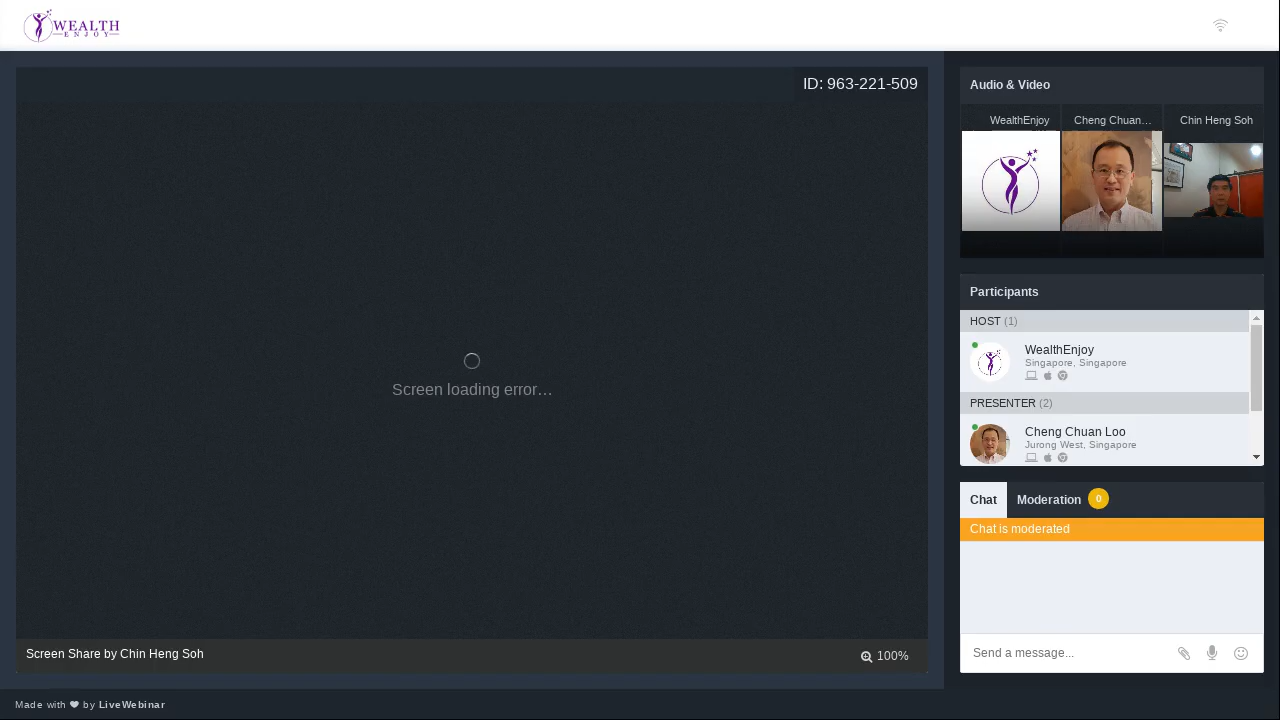 WEALTH
ENJOY
ID: 963-221-509
Screen loading error…
Screen Share by Chin Heng Soh
100%
Audio & Video
WealthEnjoy
Cheng Chuan…
Chin Heng Soh
Participants
HOST (1)
WealthEnjoy
Singapore, Singapore
PRESENTER (2)
Cheng Chuan Loo
Jurong West, Singapore
Chat
Moderation 0
Chat is moderated
Send a message...
Made with ❤ by LiveWebinar